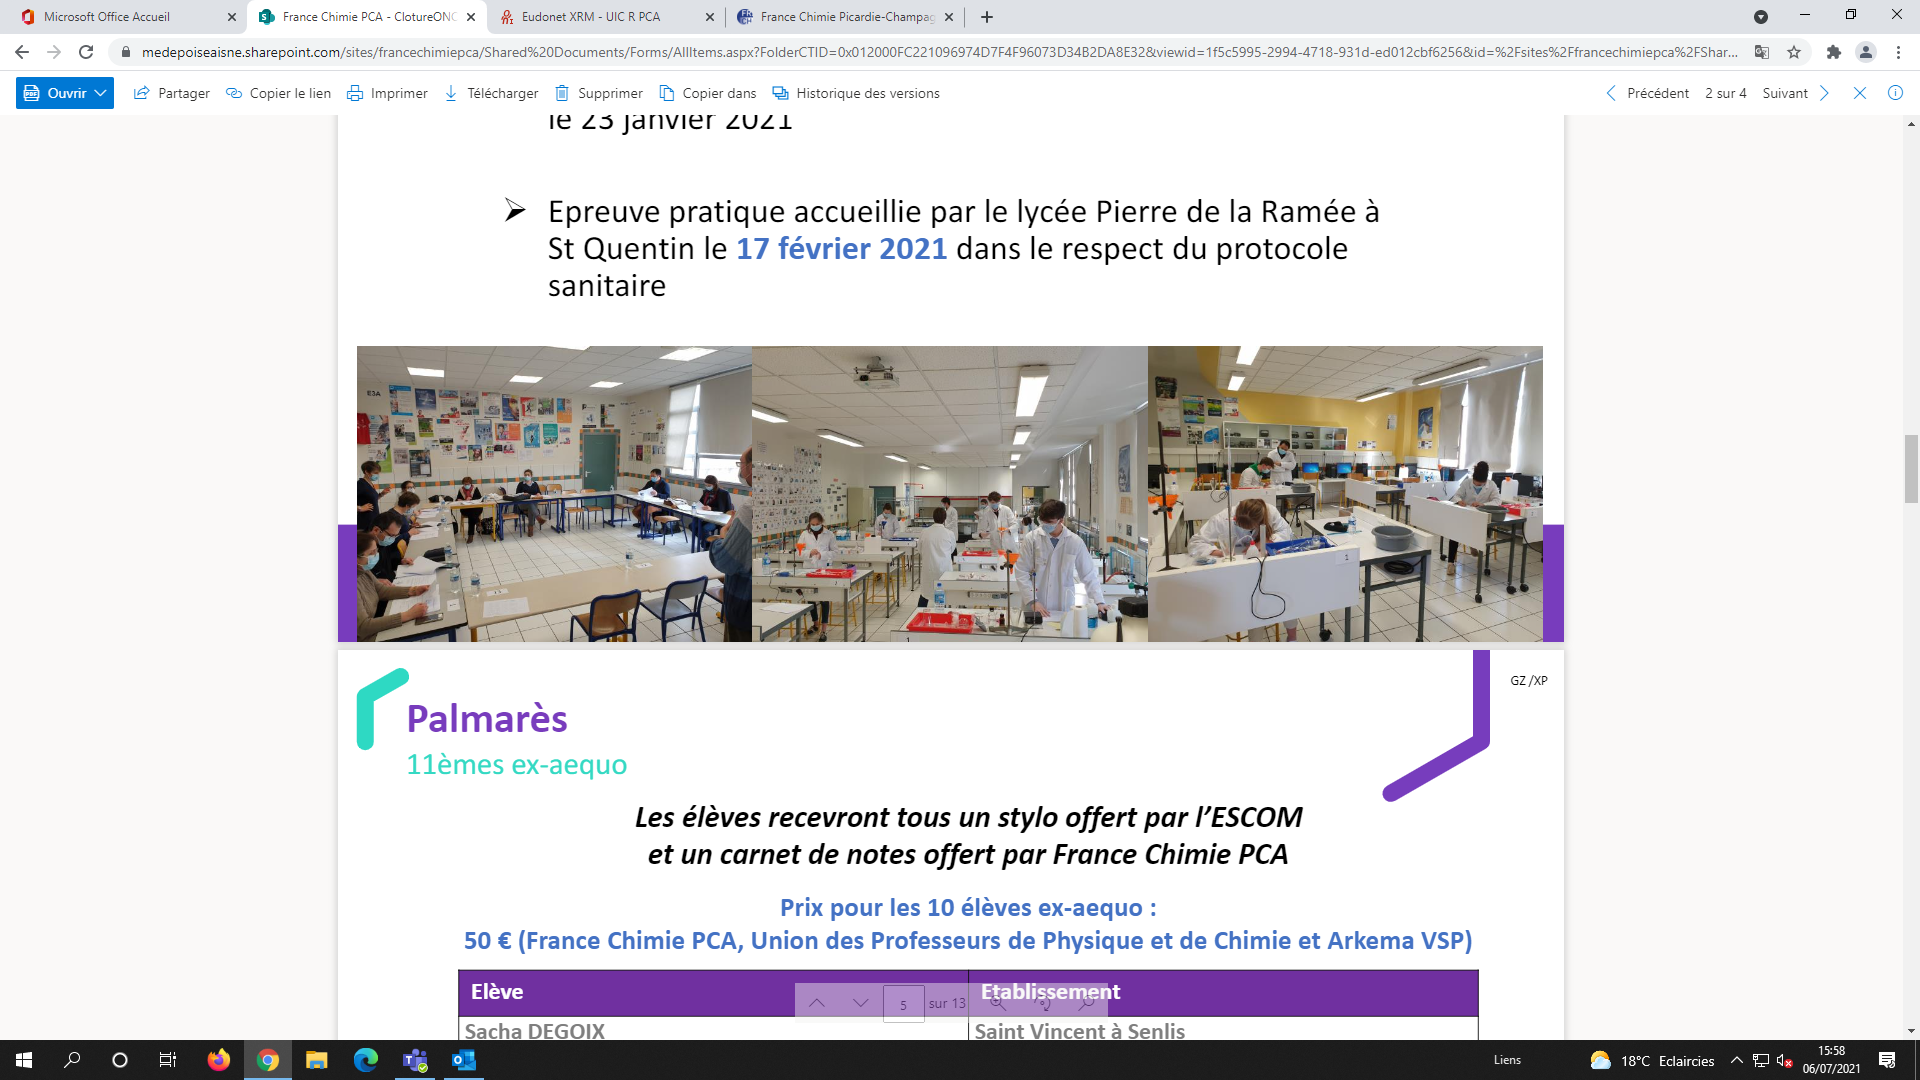 Microsoft Office Accueil
France Chimie PCA - ClotureONC
Eudonet XRM - UIC R PCA
France Chimie Picardie-Champag
medepoiseaisne.sharepoint.com/sites/francechimiepca/Shared%20Documents/Forms/AllItems.aspx?FolderCTID=0x012000FC221096974D7F4F96073D34B2DA8E32&viewid=1f5c5995-2994-4718-931d-ed012cbf6256&id=%2Fsites%2Ffrancechimiepca%2FShar...
Ouvrir Partager Copier le lien Imprimer Télécharger Supprimer Copier dans Historique des versions Précédent 2 sur 4 Suivant
le 23 janvier 2021
Epreuve pratique accueillie par le lycée Pierre de la Ramée à
St Quentin le 17 février 2021 dans le respect du protocole
sanitaire
E3A
GZ /XP
Palmarès
11èmes ex-aequo
Les élèves recevront tous un stylo offert par l'ESCOM
et un carnet de notes offert par France Chimie PCA
Prix pour les 10 élèves ex-aequo :
50 € (France Chimie PCA, Union des Professeurs de Physique et de Chimie et Arkema VSP)
Elève Etablissement
5 sur 13
Sacha DEGOIX Saint Vincent à Senlis
Liens
18°C Eclaircies
15:58
06/07/2021